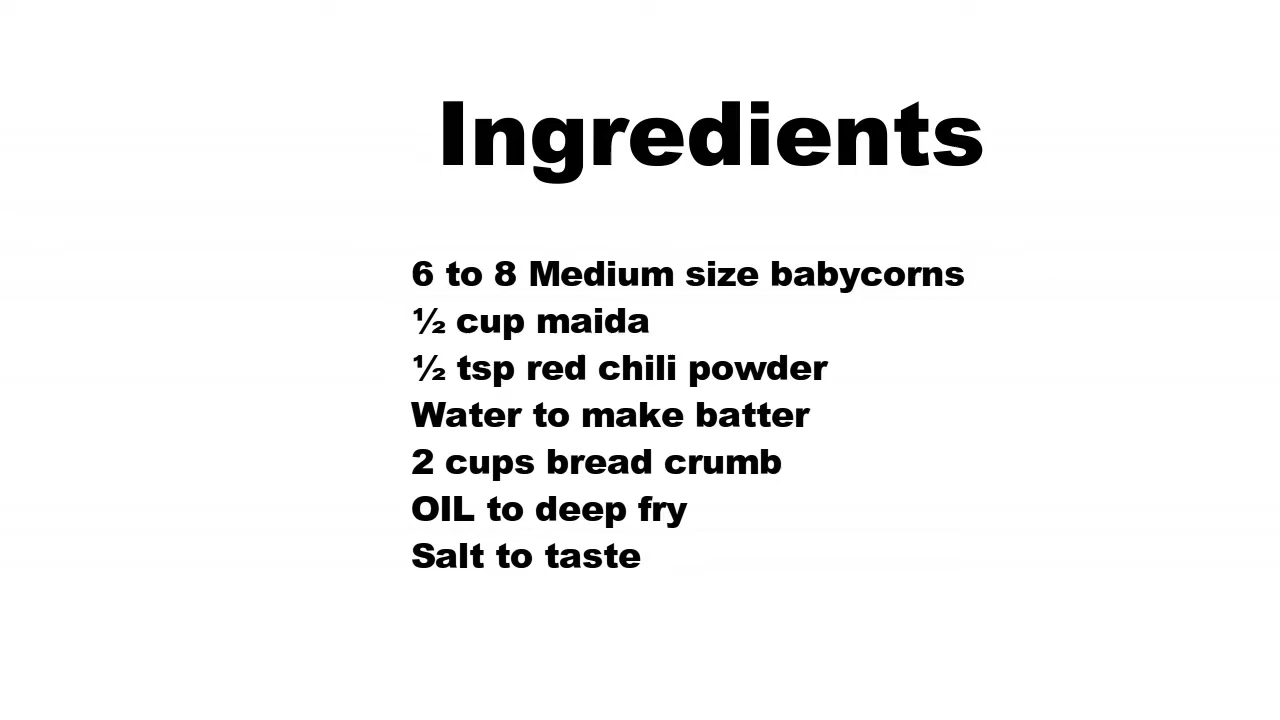 Ingredients
6 to 8 Medium size babycorns
½ cup maida
½ tsp red chili powder
Water to make batter
2 cups bread crumb
OIL to deep fry
Salt to taste